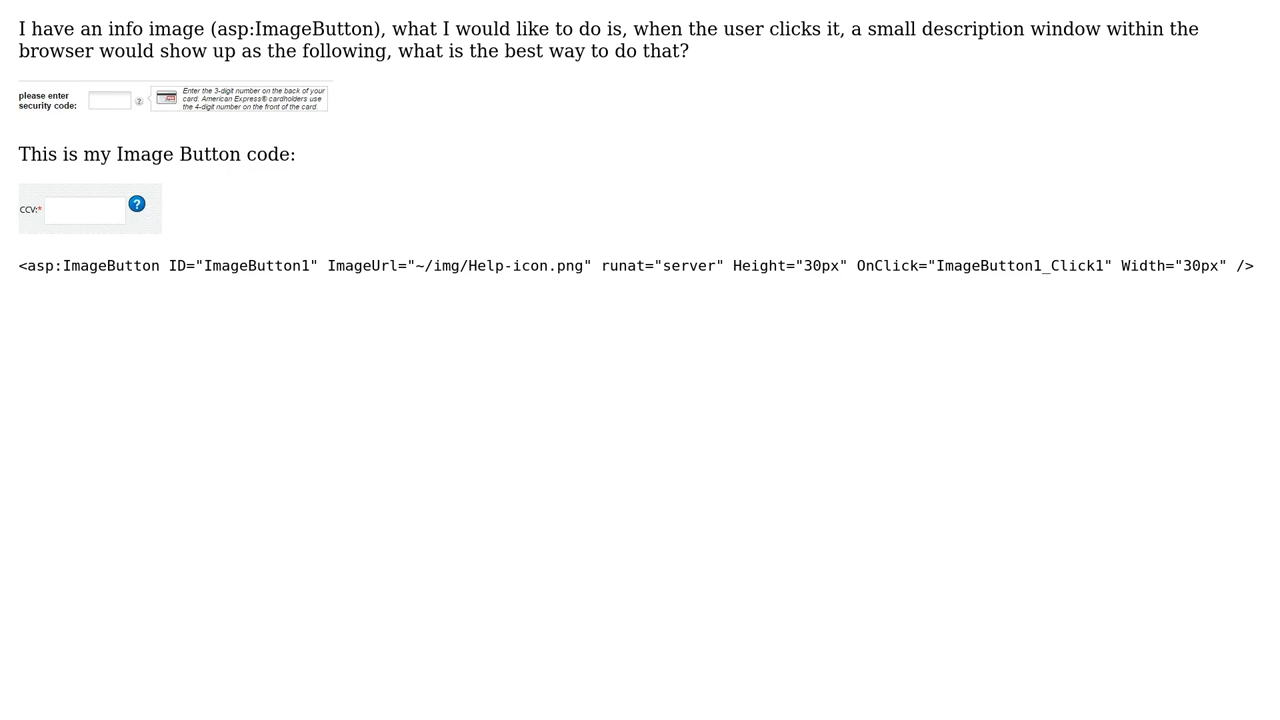 I have an info image (asp:ImageButton), what I would like to do is, when the user clicks it, a small description window within the
browser would show up as the following, what is the best way to do that?
please enter
security code:
?
Enter the 3-digit number on the back of your
card. American Express® cardholders use
the 4-digit number on the front of the card.
This is my Image Button code:
CCV:*
?
<asp:ImageButton ID="ImageButton1" ImageUrl="~/img/Help-icon.png" runat="server" Height="30px" OnClick="ImageButton1_Click1" Width="30px" />